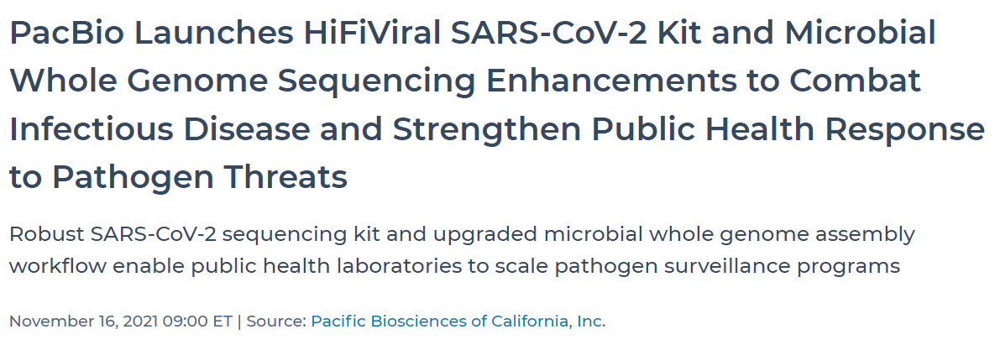 PacBio Launches HiFiViral SARS-CoV-2 Kit and Microbial
Whole Genome Sequencing Enhancements to Combat
Infectious Disease and Strengthen Public Health Response
to Pathogen Threats
Robust SARS-CoV-2 sequencing kit and upgraded microbial whole genome assembly
workflow enable public health laboratories to scale pathogen surveillance programs
November 16, 2021 09:00 ET | Source: Pacific Biosciences of California, Inc.